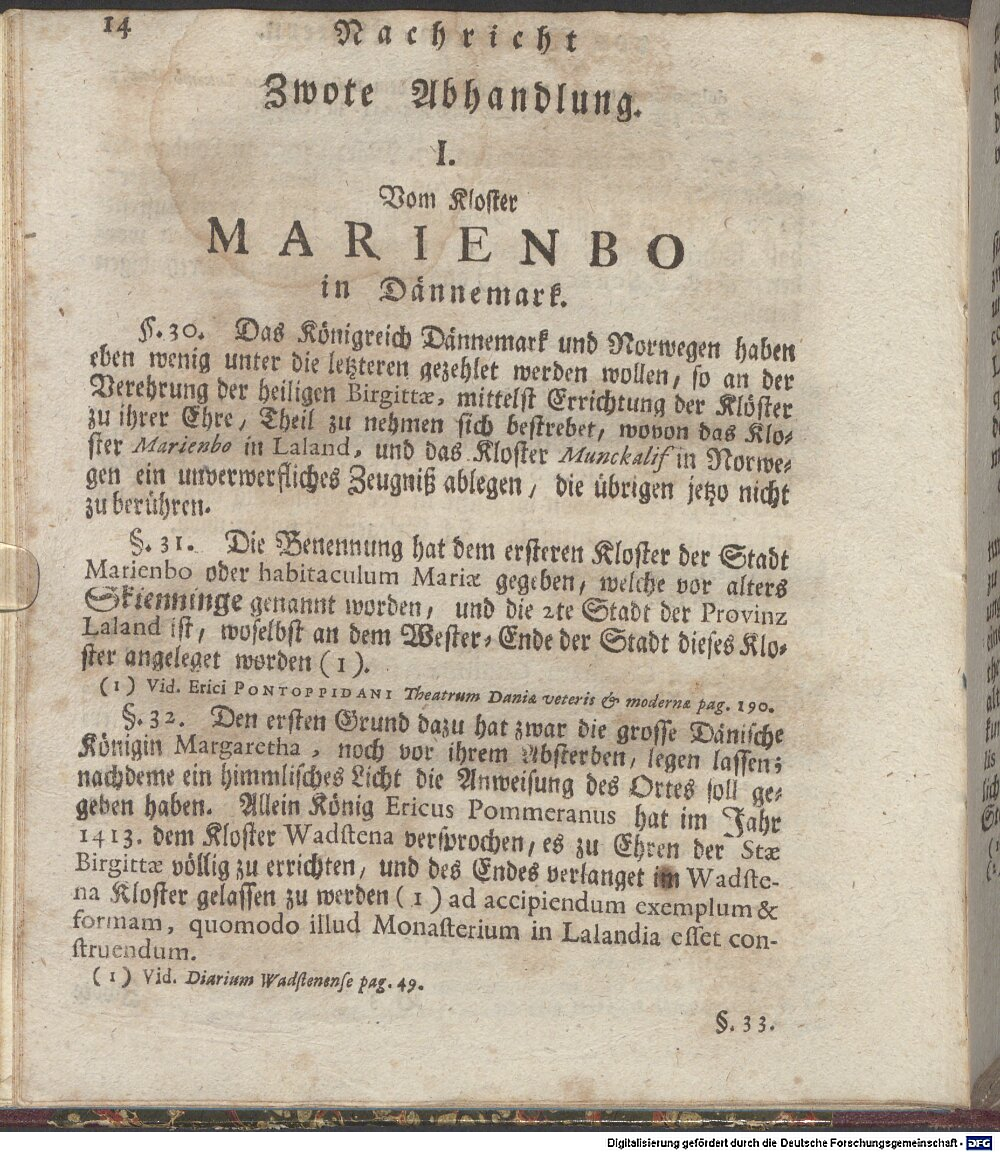 14 Nachricht
Zwote Abhandlung.
I.
Vom Kloster
MARIENBO
in Dännemark.
§. 30. Das Königreich Dännemark und Norwegen haben
eben wenig unter die letzteren gezehlet werden wollen, so an der
Verehrung der heiligen Birgittæ, mittelst Errichtung der Klöster
zu ihrer Ehre, Theil zu nehmen sich bestrebet, wovon das Klo-
ster Marienbo in Laland, und das Kloster Munckalif in Norwe-
gen ein unverwerfliches Zeugniß ablegen, die übrigen jetzo nicht
zu berühren.
§. 31. Die Benennung hat dem ersteren Kloster der Stadt
Marienbo oder habitaculum Mariæ gegeben, welche vor alters
Skienninge genannt worden, und die 2te Stadt der Provinz
Laland ist, woselbst an dem Wester-Ende der Stadt dieses Klo-
ster angeleget worden (1).
(1) Vid. Erici PONTOPPIDANI Theatrum Daniæ veteris & modernæ pag. 190.
§. 32. Den ersten Grund dazu hat zwar die grosse Dänische
Königin Margaretha, noch vor ihrem Absterben, legen lassen;
nachdeme ein himmlisches Licht die Anweisung des Ortes soll ge-
geben haben. Allein König Ericus Pommeranus hat im Jahr
1413. dem Kloster Wadstena versprochen, es zu Ehren der Stæ
Birgittæ völlig zu errichten, und des Endes verlanget im Wadste-
na Kloster gelassen zu werden (1) ad accipiendum exemplum &
formam, quomodo illud Monasterium in Lalandia esset con-
struendum.
(1) Vid. Diarium Wadstenense pag. 49.
§. 33.
Digitalisierung gefördert durch die Deutsche Forschungsgemeinschaft - DFG